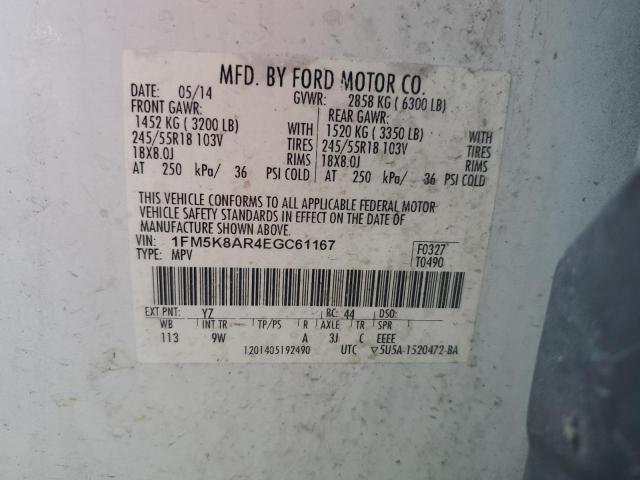 MFD. BY FORD MOTOR CO.
DATE: 05/14 GVWR: 2858 KG ( 6300 LB)
FRONT GAWR: REAR GAWR:
1452 KG ( 3200 LB) WITH 1520 KG ( 3350 LB) WITH
245/55R18 103V TIRES 245/55R18 103V TIRES
18X8.0J RIMS 18X8.0J RIMS
AT 250 kPa/ 36 PSI COLD AT 250 kPa/ 36 PSI COLD
THIS VEHICLE CONFORMS TO ALL APPLICABLE FEDERAL MOTOR
VEHICLE SAFETY STANDARDS IN EFFECT ON THE DATE OF
MANUFACTURE SHOWN ABOVE.
VIN: 1FM5K8AR4EGC61167 F0327
TYPE: MPV T0490
EXT PNT: YZ RC: 44 DSO:
WB INT TR TP/PS R AXLE TR SPR
113 9W A 3J C EEEE
1201405192490 UTC ▽5U5A-1520472-BA